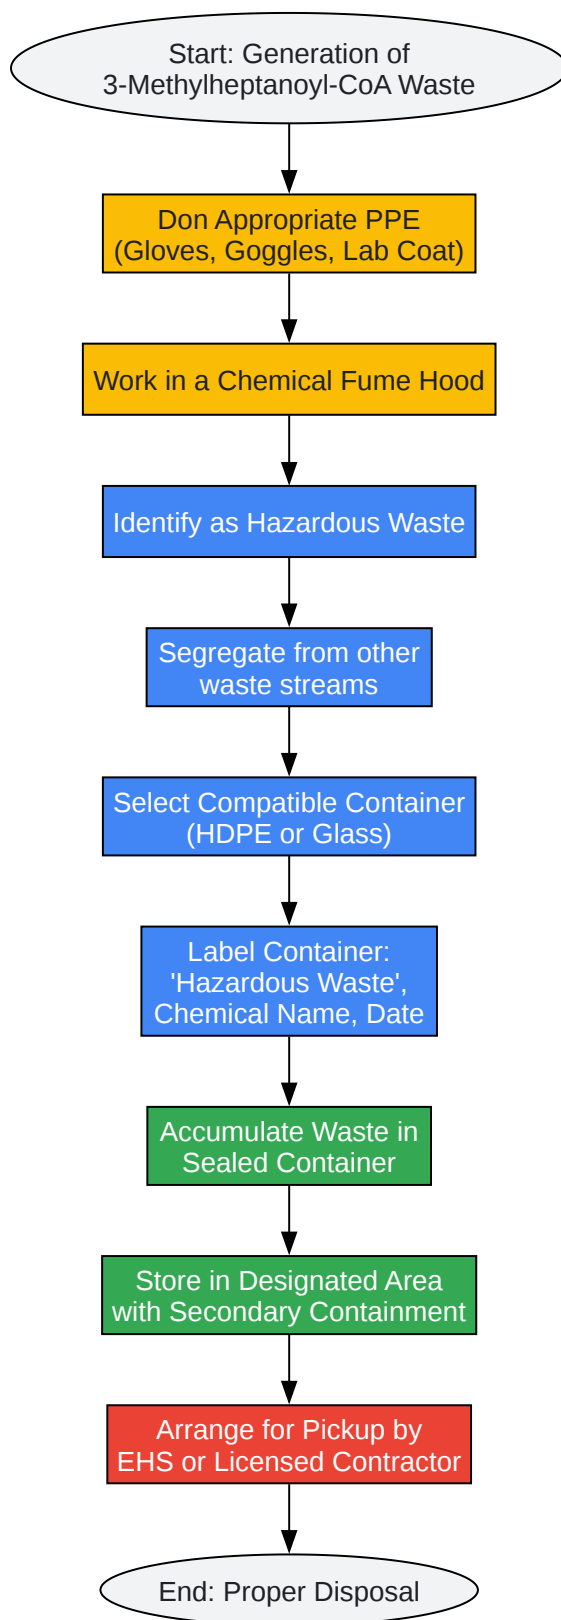 Start: Generation of
3-Methylheptanoyl-CoA Waste
Don Appropriate PPE
(Gloves, Goggles, Lab Coat)
Work in a Chemical Fume Hood
Identify as Hazardous Waste
Segregate from other
waste streams
Select Compatible Container
(HDPE or Glass)
Label Container:
'Hazardous Waste',
Chemical Name, Date
Accumulate Waste in
Sealed Container
Store in Designated Area
with Secondary Containment
Arrange for Pickup by
EHS or Licensed Contractor
End: Proper Disposal